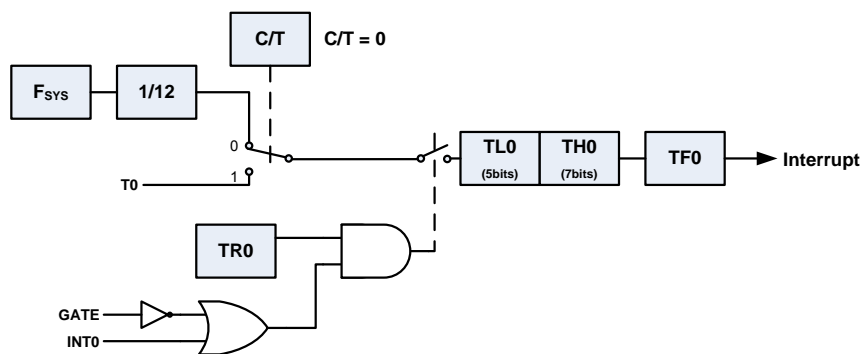 C/T
C/T = 0
FSYS
1/12
0
1
T0
TL0
(5bits)
TH0
(7bits)
TF0
Interrupt
TR0
GATE
INT0